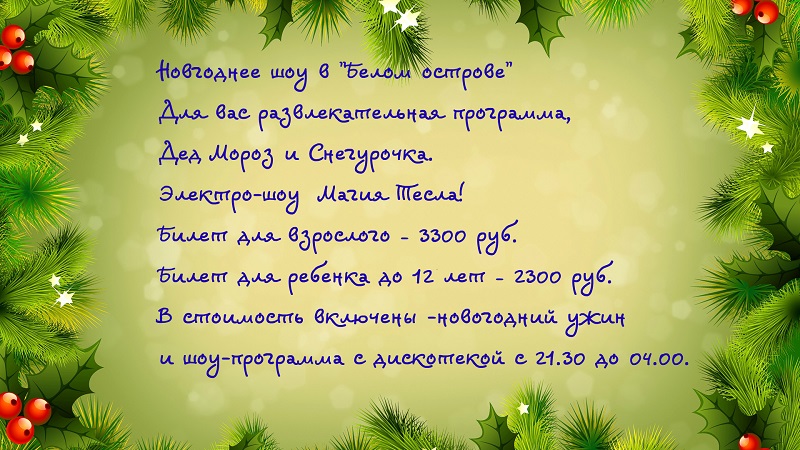 Новгоднее шоу в "Белом острове"
Для вас развлекательная программа,
Дед Мороз и Снегурочка.
Электро-шоу Магия Тесла!
Билет для взрослого - 3300 руб.
Билет для ребенка до 12 лет - 2300 руб.
В стоимость включены -новогодний ужин
и шоу-программа с дискотекой с 21.30 до 04.00.